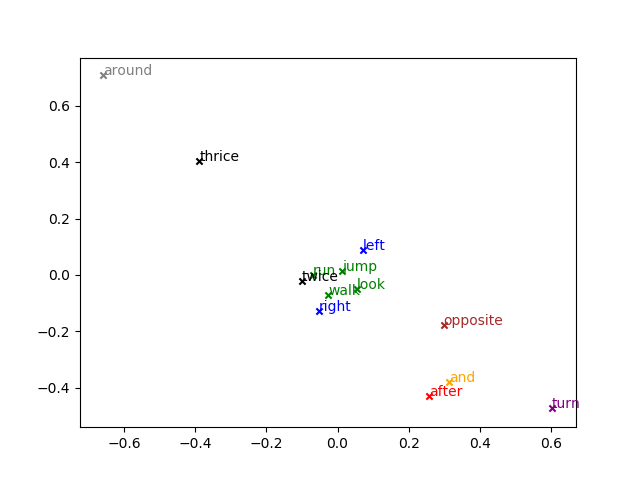 around
0.6
thrice
0.4
0.2
left
jump
run
0.0
twice
look
walk
right
−0.2
opposite
and
−0.4
after
turn
−0.6
−0.4
−0.2
0.0
0.2
0.4
0.6